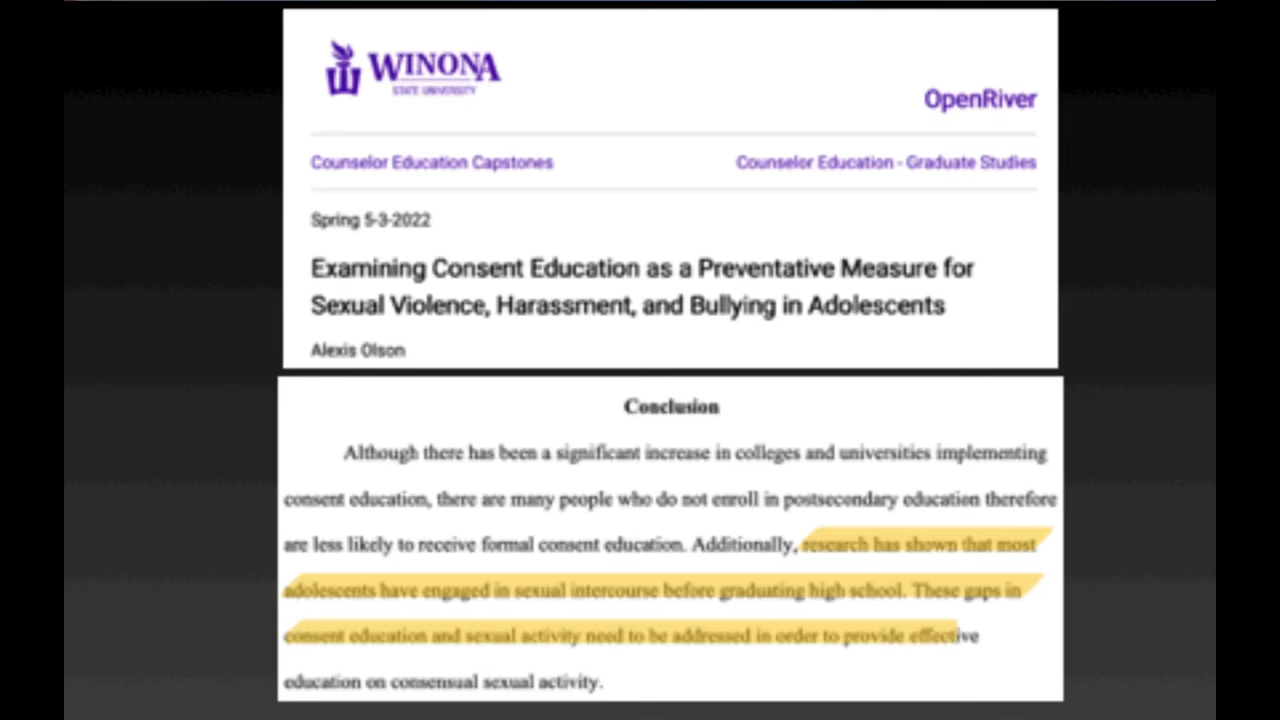 WINONA
STATE UNIVERSITY
OpenRiver
Counselor Education Capstones
Counselor Education - Graduate Studies
Spring 5-3-2022
Examining Consent Education as a Preventative Measure for
Sexual Violence, Harassment, and Bullying in Adolescents
Alexis Olson
Conclusion
Although there has been a significant increase in colleges and universities implementing
consent education, there are many people who do not enroll in postsecondary education therefore
are less likely to receive formal consent education. Additionally, research has shown that most
adolescents have engaged in sexual intercourse before graduating high school. These gaps in
consent education and sexual activity need to be addressed in order to provide effective
education on consensual sexual activity.